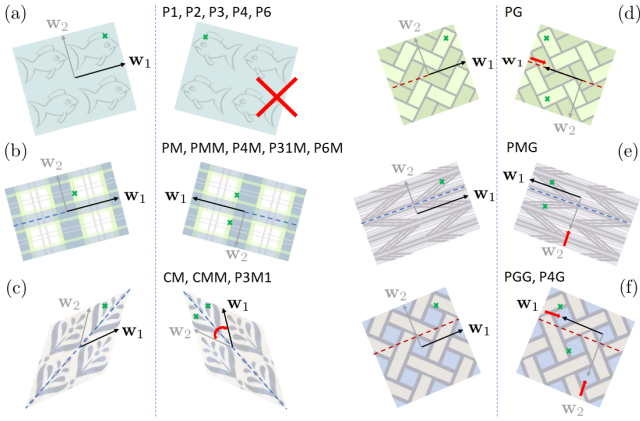 (a)
P1, P2, P3, P4, P6
w2
w1
PG
(d)
w2
w1
w1
w2
(b)
PM, PMM, P4M, P31M, P6M
w2
w1
w1
w2
PMG
(e)
w2
w1
w1
w2
(c)
CM, CMM, P3M1
w2
w1
w1
w2
PGG, P4G
(f)
w2
w1
w1
w2